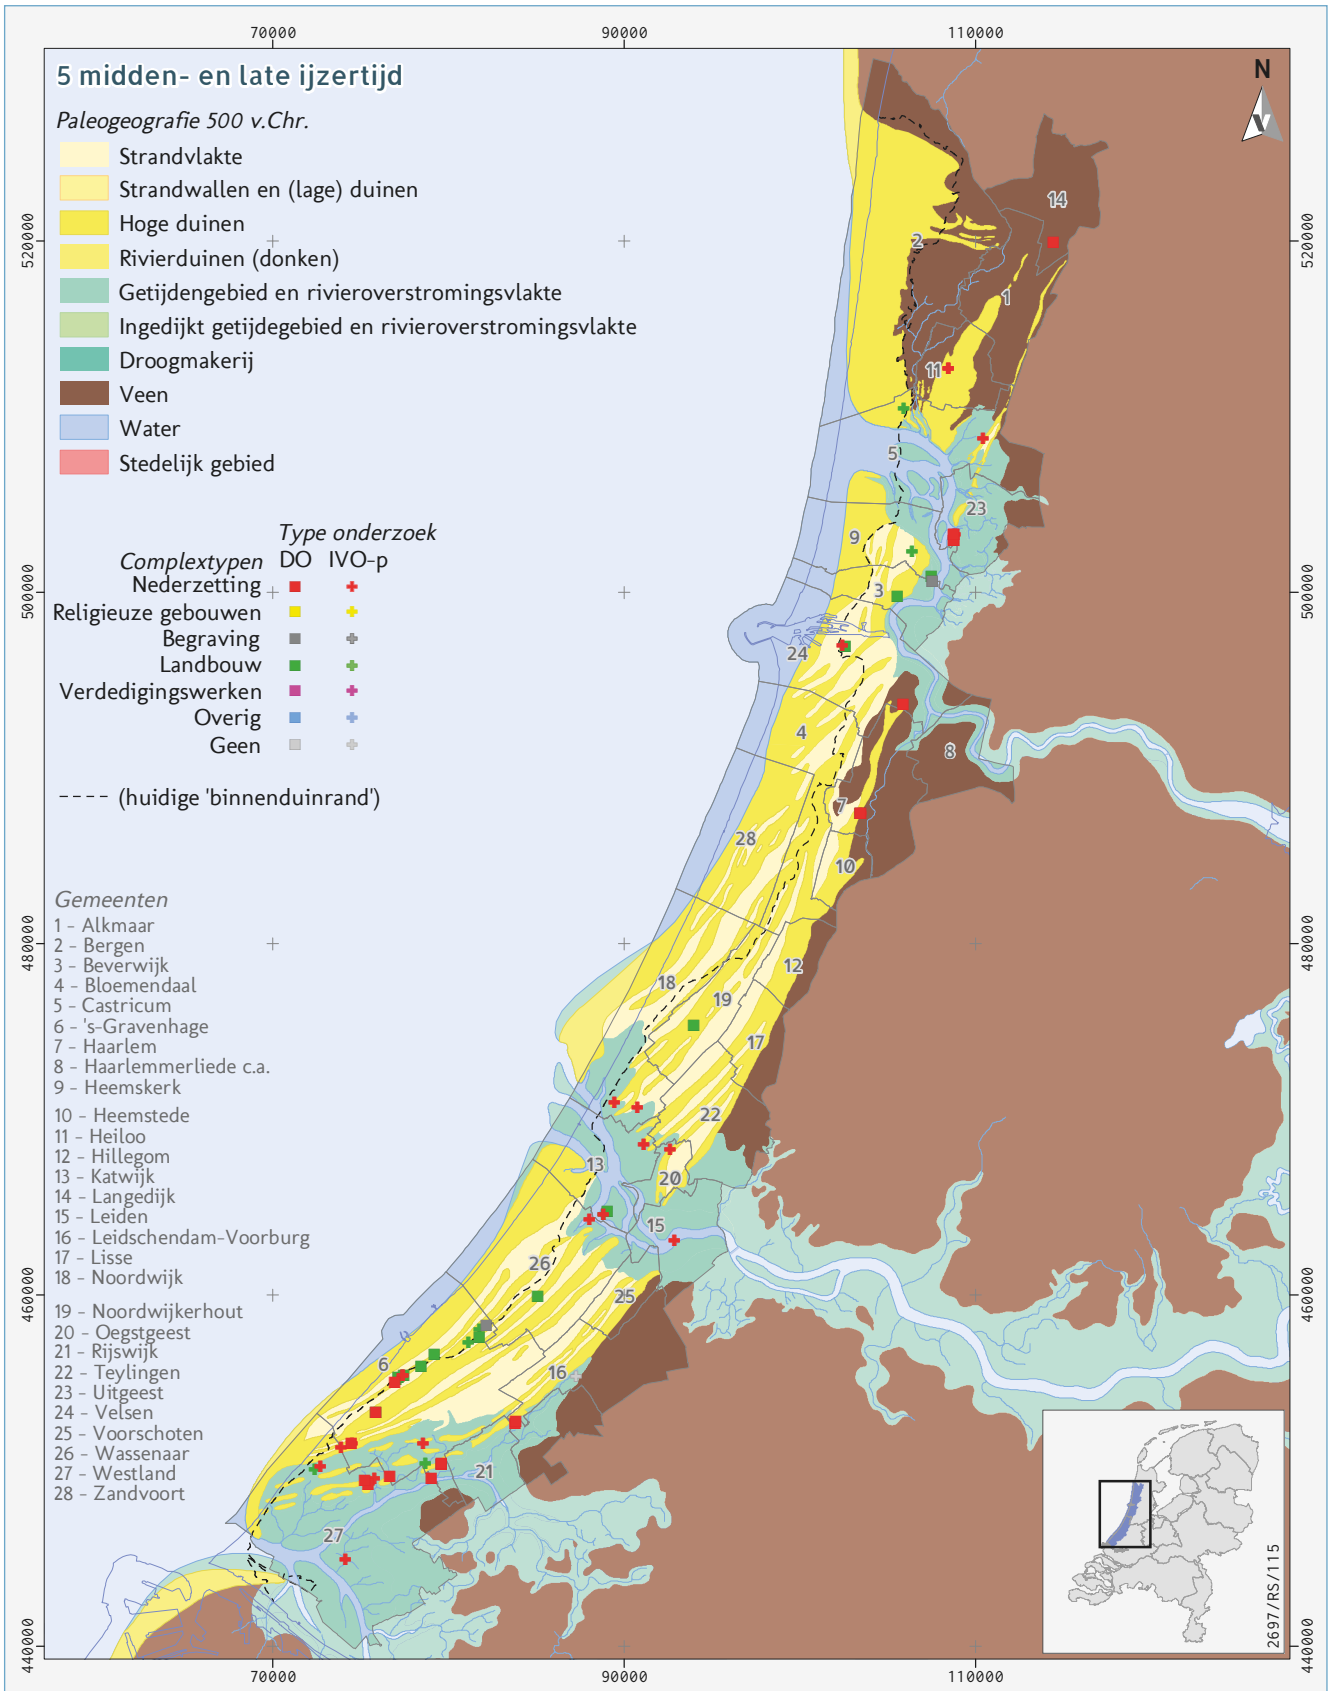 70000
90000
110000
5 midden- en late ijzertijd
N
Paleogeografie 500 v.Chr.
Strandvlakte
Strandwallen en (lage) duinen
Hoge duinen
Rivierduinen (donken)
Getijdengebied en rivieroverstromingsvlakte
Ingedijkt getijdegebied en rivieroverstromingsvlakte
Droogmakerij
Veen
Water
Stedelijk gebied
Type onderzoek
Complextypen DO IVO-p
Nederzetting
Religieuze gebouwen
Begraving
Landbouw
Verdedigingswerken
Overig
Geen
(huidige 'binnenduinrand')
Gemeenten
1 - Alkmaar
2 - Bergen
3 - Beverwijk
4 - Bloemendaal
5 - Castricum
6 - 's-Gravenhage
7 - Haarlem
8 - Haarlemmerliede c.a.
9 - Heemskerk
10 - Heemstede
11 - Heiloo
12 - Hillegom
13 - Katwijk
14 - Langedijk
15 - Leiden
16 - Leidschendam-Voorburg
17 - Lisse
18 - Noordwijk
19 - Noordwijkerhout
20 - Oegstgeest
21 - Rijswijk
22 - Teylingen
23 - Uitgeest
24 - Velsen
25 - Voorschoten
26 - Wassenaar
27 - Westland
28 - Zandvoort
520000
500000
480000
460000
440000
520000
500000
480000
460000
440000
14
2
1
11
5
23
9
3
24
4
8
7
28
10
12
18
19
17
22
13
20
15
26
25
6
16
21
27
2697/RS/115
70000
90000
110000